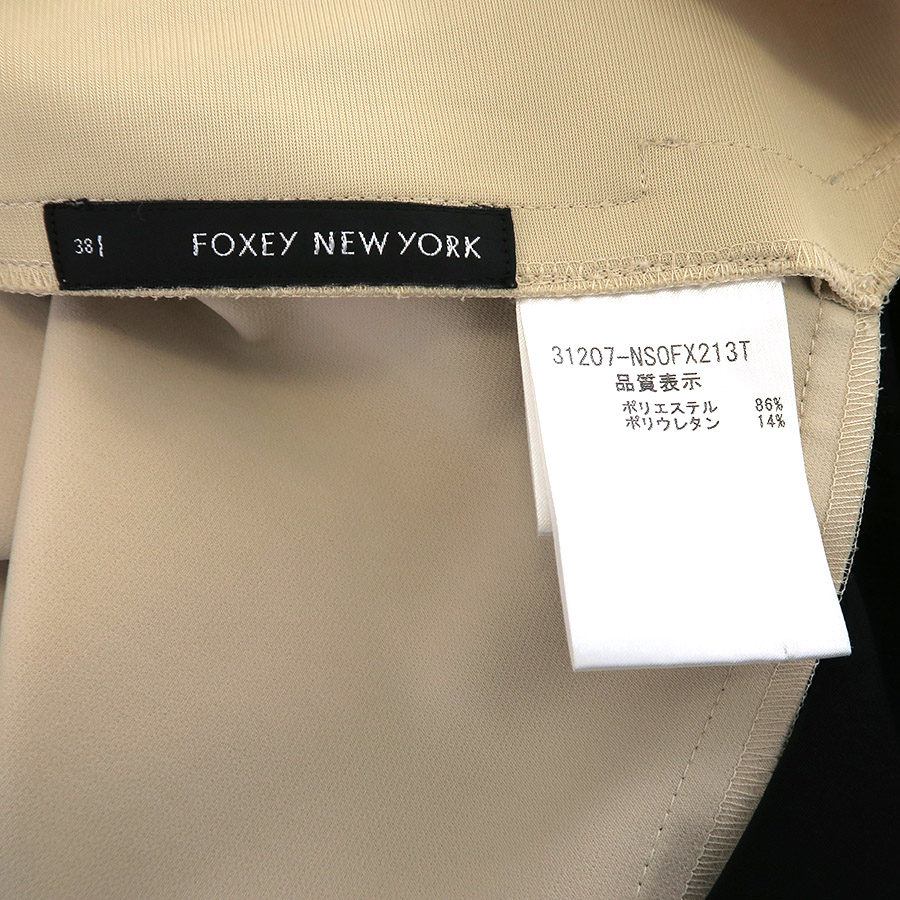 38
FOXEY NEW YORK
31207-NSOFX213T
品質表示
ポリエステル 86%
ポリウレタン 14%